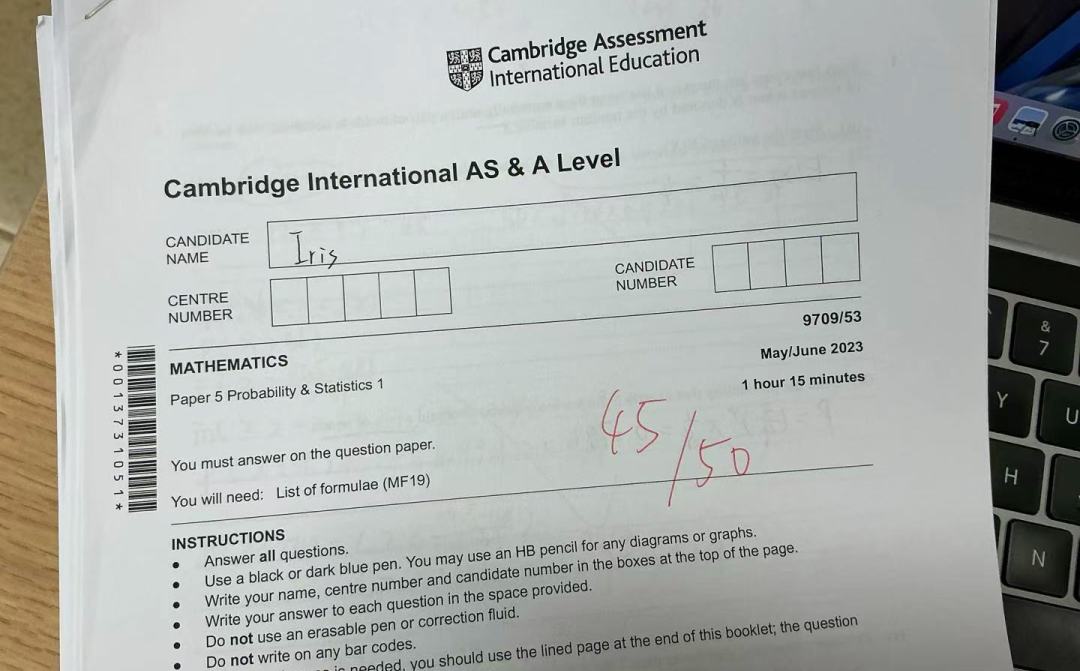 Cambridge Assessment
International Education
Cambridge International AS & A Level
CANDIDATE
NAME
Iris
CENTRE
NUMBER
CANDIDATE
NUMBER
9709/53
MATHEMATICS
May/June 2023
Paper 5 Probability & Statistics 1
1 hour 15 minutes
45/50
You must answer on the question paper.
You will need: List of formulae (MF19)
*0013731051*
INSTRUCTIONS
• Answer all questions.
• Use a black or dark blue pen. You may use an HB pencil for any diagrams or graphs.
• Write your name, centre number and candidate number in the boxes at the top of the page.
• Write your answer to each question in the space provided.
• Do not use an erasable pen or correction fluid.
• Do not write on any bar codes.
is needed, you should use the lined page at the end of this booklet; the question
&
7
Y
U
H
N